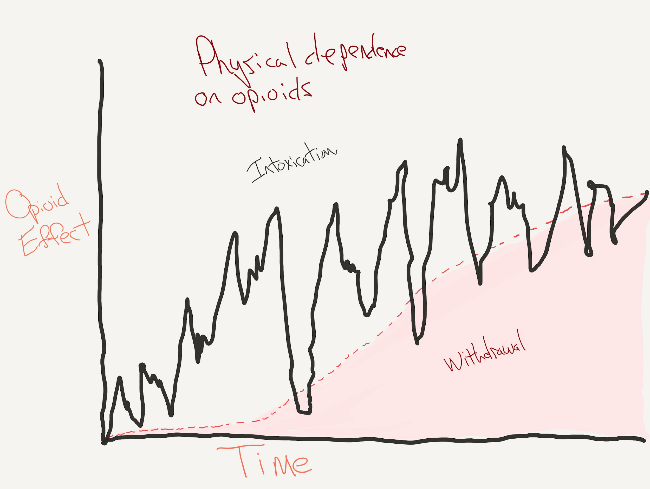 Physical dependence
on opioids
Intoxication
Opioid
Effect
Withdrawal
Time